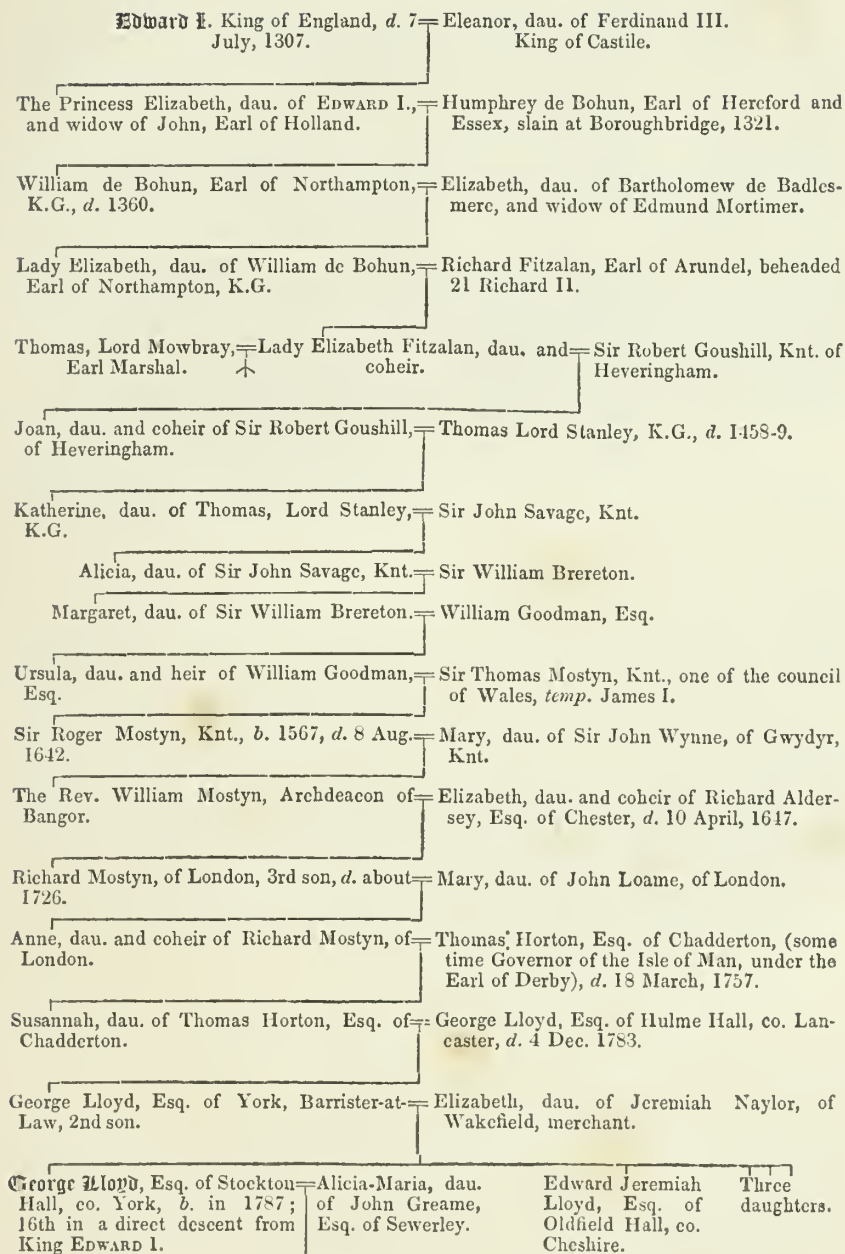 Edward I. King of England, d. 7 July, 1307.
Eleanor, dau. of Ferdinand III. King of Castile.
The Princess Elizabeth, dau. of EDWARD I., and widow of John, Earl of Holland.
Humphrey de Bohun, Earl of Hereford and Essex, slain at Boroughbridge, 1321.
William de Bohun, Earl of Northampton, K.G., d. 1360.
Elizabeth, dau. of Bartholomew de Badlesmere, and widow of Edmund Mortimer.
Lady Elizabeth, dau. of William de Bohun, Earl of Northampton, K.G.
Richard Fitzalan, Earl of Arundel, beheaded 21 Richard II.
Thomas, Lord Mowbray, Earl Marshal.
Lady Elizabeth Fitzalan, dau. and coheir.
Sir Robert Goushill, Knt. of Heveringham.
Joan, dau. and coheir of Sir Robert Goushill, of Heveringham.
Thomas Lord Stanley, K.G., d. 1458-9.
Katherine, dau. of Thomas, Lord Stanley, K.G.
Sir John Savage, Knt.
Alicia, dau. of Sir John Savage, Knt.
Sir William Brereton.
Margaret, dau. of Sir William Brereton.
William Goodman, Esq.
Ursula, dau. and heir of William Goodman, Esq.
Sir Thomas Mostyn, Knt., one of the council of Wales, temp. James I.
Sir Roger Mostyn, Knt., b. 1567, d. 8 Aug. 1642.
Mary, dau. of Sir John Wynne, of Gwydyr, Knt.
The Rev. William Mostyn, Archdeacon of Bangor.
Elizabeth, dau. and coheir of Richard Aldersey, Esq. of Chester, d. 10 April, 1647.
Richard Mostyn, of London, 3rd son, d. about 1726.
Mary, dau. of John Loame, of London.
Anne, dau. and coheir of Richard Mostyn, of London.
Thomas Horton, Esq. of Chadderton, (some time Governor of the Isle of Man, under the Earl of Derby), d. 18 March, 1757.
Susannah, dau. of Thomas Horton, Esq. of Chadderton.
George Lloyd, Esq. of Hulme Hall, co. Lancaster, d. 4 Dec. 1783.
George Lloyd, Esq. of York, Barrister-at-Law, 2nd son.
Elizabeth, dau. of Jeremiah Naylor, of Wakefield, merchant.
George Lloyd, Esq. of Stockton Hall, co. York, b. in 1787; 16th in a direct descent from King EDWARD I.
Alicia-Maria, dau. of John Greame, Esq. of Sewerley.
Edward Jeremiah Lloyd, Esq. of Oldfield Hall, co. Cheshire.
Three daughters.